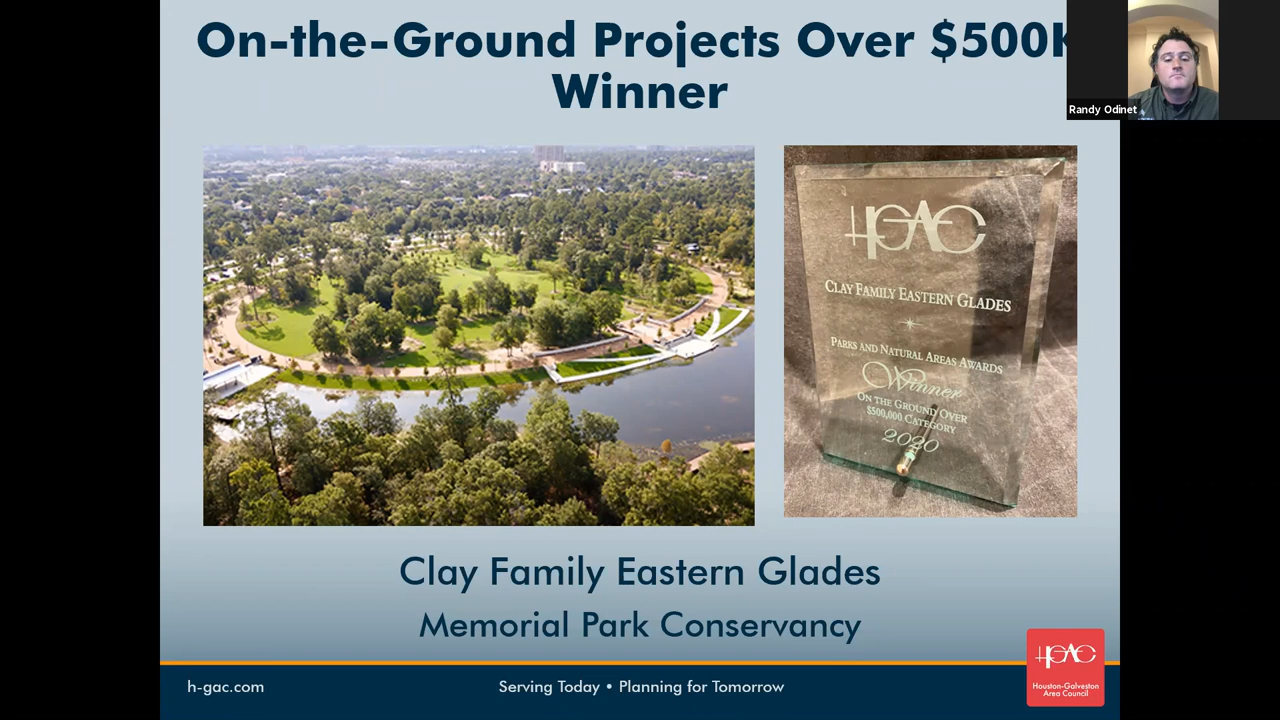 On-the-Ground Projects Over $500K
Winner
Randy Odinet
HGAC
CLAY FAMILY EASTERN GLADES
PARKS AND NATURAL AREAS AWARDS
Winner
ON THE GROUND OVER
$500,000 CATEGORY
2020
Clay Family Eastern Glades
Memorial Park Conservancy
h-gac.com
Serving Today • Planning for Tomorrow
HGAC
Houston-Galveston
Area Council